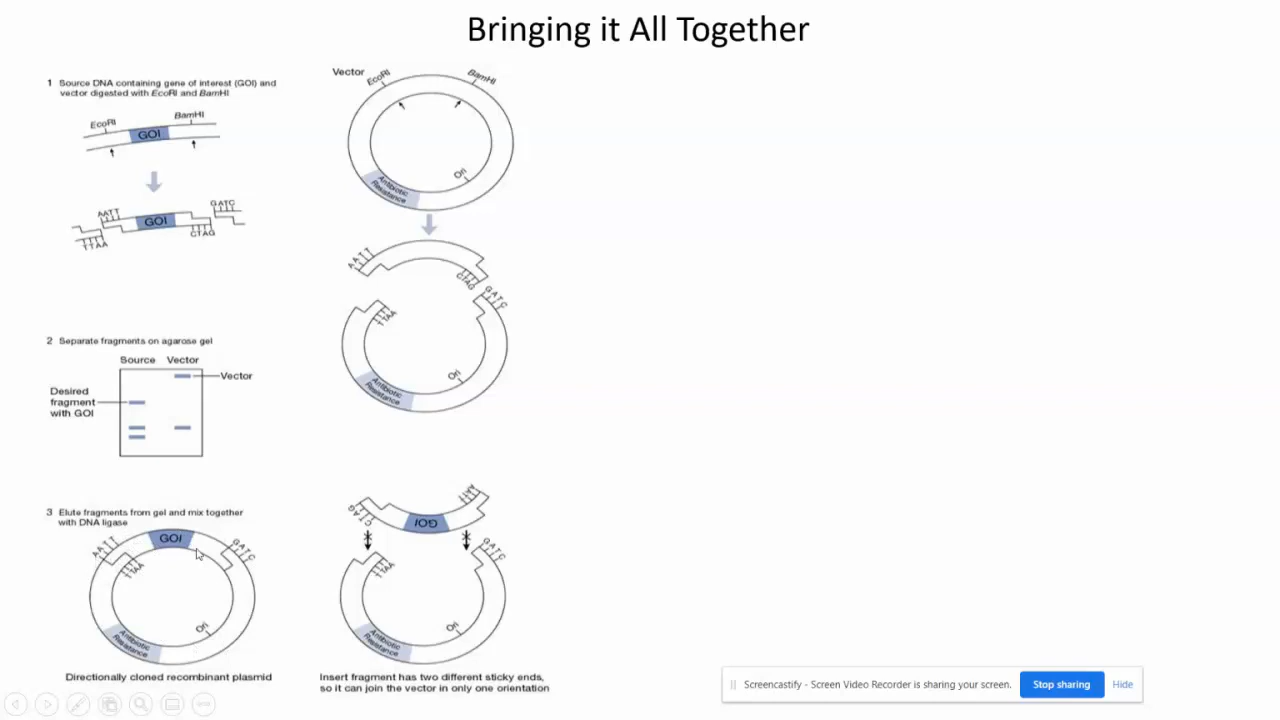 Bringing it All Together
1 Source DNA containing gene of interest (GOI) and
vector digested with EcoRI and BamHI
EcoRI
BamHI
GOI
AATT
GATC
GOI
TTAA
CTAG
Vector
EcoRI
BamHI
Ori
Antibiotic
Resistance
AATT
CTAG
GATC
TTAA
Ori
Antibiotic
Resistance
2 Separate fragments on agarose gel
Source Vector
Vector
Desired
fragment
with GOI
3 Elute fragments from gel and mix together
with DNA ligase
GOI
AATT
GATC
TTAA
Ori
Antibiotic
Resistance
Directionally cloned recombinant plasmid
AATT
CTAG
GOI
GATC
TTAA
Ori
Antibiotic
Resistance
Insert fragment has two different sticky ends,
so it can join the vector in only one orientation
Screencastify - Screen Video Recorder is sharing your screen.
Stop sharing
Hide